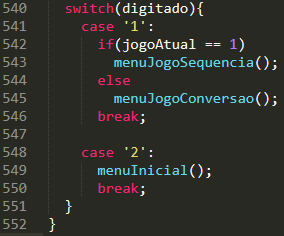 540 switch(digitado){
541 case '1':
542 if(jogoAtual == 1)
543 menuJogoSequencia();
544 else
545 menuJogoConversao();
546 break;
547
548 case '2':
549 menuInicial();
550 break;
551 }
552 }